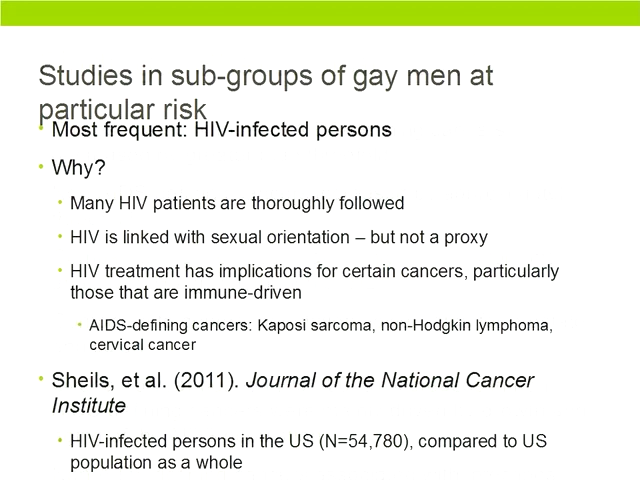 Studies in sub-groups of gay men at
particular risk
• Most frequent: HIV-infected persons
• Why?
• Many HIV patients are thoroughly followed
• HIV is linked with sexual orientation – but not a proxy
• HIV treatment has implications for certain cancers, particularly
those that are immune-driven
• AIDS-defining cancers: Kaposi sarcoma, non-Hodgkin lymphoma,
cervical cancer
• Sheils, et al. (2011). Journal of the National Cancer
Institute
• HIV-infected persons in the US (N=54,780), compared to US
population as a whole